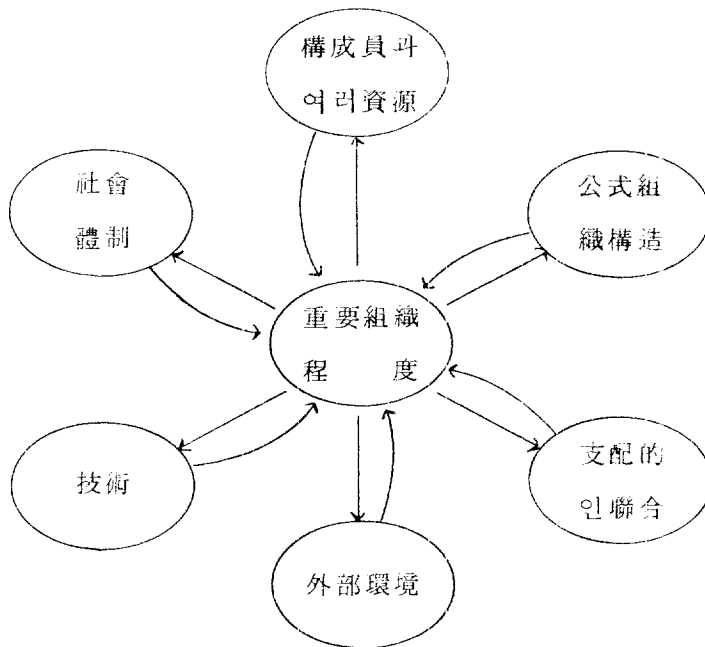 構成員과
여러資源
社會
體制
公式組
織構造
重要組織
程 度
技術
支配的
인聯合
外部環境